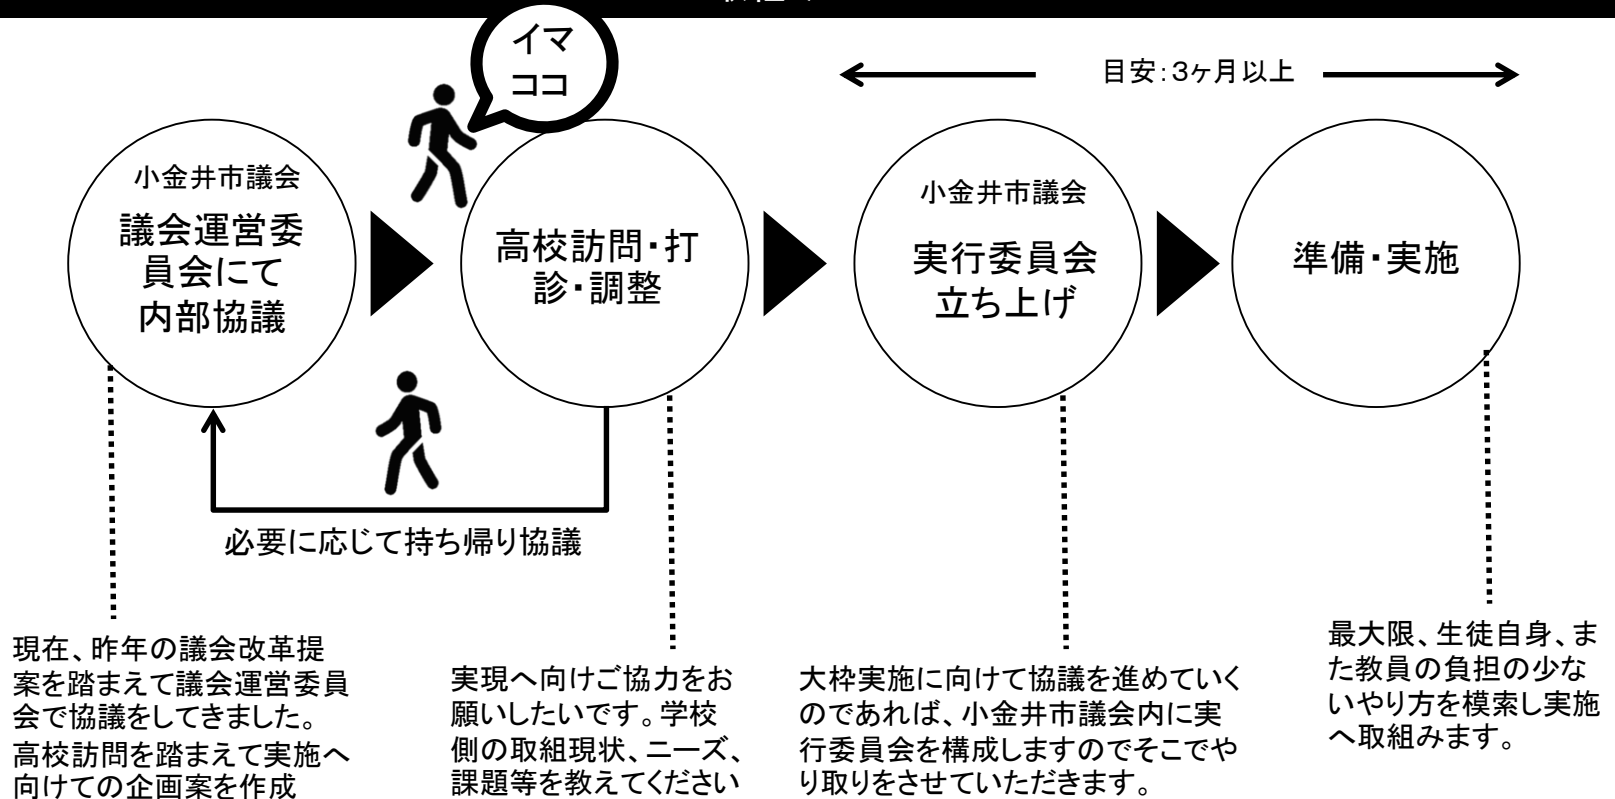 イマ
ココ
目安：3ヶ月以上
小金井市議会
議会運営委
員会にて
内部協議
高校訪問・打
診・調整
小金井市議会
実行委員会
立ち上げ
準備・実施
必要に応じて持ち帰り協議
現在、昨年の議会改革提
案を踏まえて議会運営委員
会で協議をしてきました。
高校訪問を踏まえて実施へ
向けての企画案を作成
実現へ向けご協力をお
願いしたいです。学校
側の取組現状、ニーズ、
課題等を教えてください
大枠実施に向けて協議を進めていく
のであれば、小金井市議会内に実
行委員会を構成しますのでそこでや
り取りをさせていただきます。
最大限、生徒自身、ま
た教員の負担の少な
いやり方を模索し実施
へ取組みます。